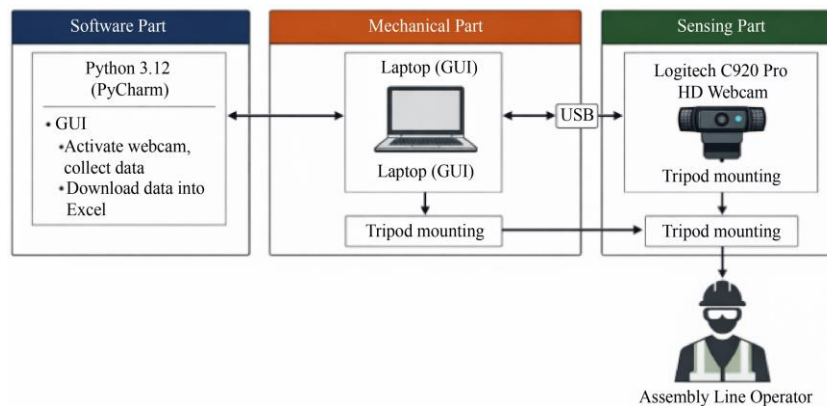 Software Part
Python 3.12
(PyCharm)
• GUI
•Activate webcam,
collect data
•Download data into
Excel
Mechanical Part
Laptop (GUI)
Laptop (GUI)
Tripod mounting
USB
Sensing Part
Logitech C920 Pro
HD Webcam
Tripod mounting
Tripod mounting
Assembly Line Operator